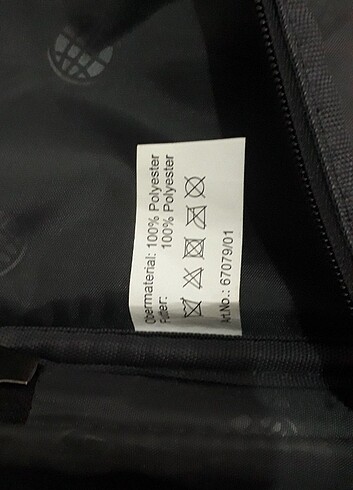 Obermaterial: 100% Polyester
Futter: 100% Polyester
Art.No.: 67079/01